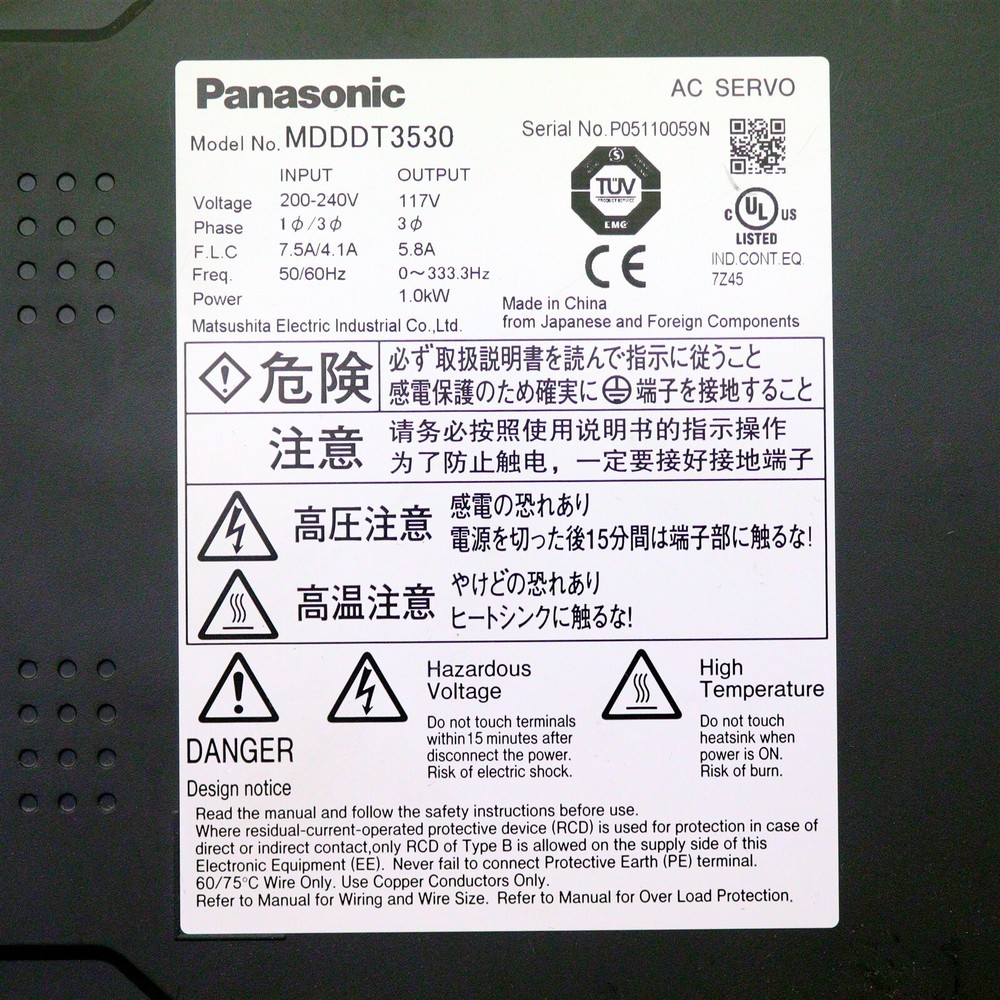 Panasonic
AC SERVO
Model No. MDDDT3530
Serial No. P05110059N
INPUT OUTPUT
Voltage 200-240V 117V
Phase 1ϕ/3ϕ 3ϕ
F.L.C 7.5A/4.1A 5.8A
Freq. 50/60Hz 0~333.3Hz
Power 1.0kW
Matsushita Electric Industrial Co.,Ltd.
TÜV
PRODUCT SERVICE
EMC
CE
C UL US
LISTED
IND.CONT.EQ.
7Z45
Made in China
from Japanese and Foreign Components
危険
必ず取扱説明書を読んで指示に従うこと
感電保護のため確実に端子を接地すること
注意
请务必按照使用说明书的指示操作
为了防止触电，一定要接好接地端子
高圧注意
感電の恐れあり
電源を切った後15分間は端子部に触るな!
高温注意
やけどの恐れあり
ヒートシンクに触るな!
DANGER
Hazardous
Voltage
Do not touch terminals
within 15 minutes after
disconnect the power.
Risk of electric shock.
High
Temperature
Do not touch
heatsink when
power is ON.
Risk of burn.
Design notice
Read the manual and follow the safety instructions before use.
Where residual-current-operated protective device (RCD) is used for protection in case of
direct or indirect contact,only RCD of Type B is allowed on the supply side of this
Electronic Equipment (EE). Never fail to connect Protective Earth (PE) terminal.
60/75°C Wire Only. Use Copper Conductors Only.
Refer to Manual for Wiring and Wire Size. Refer to Manual for Over Load Protection.